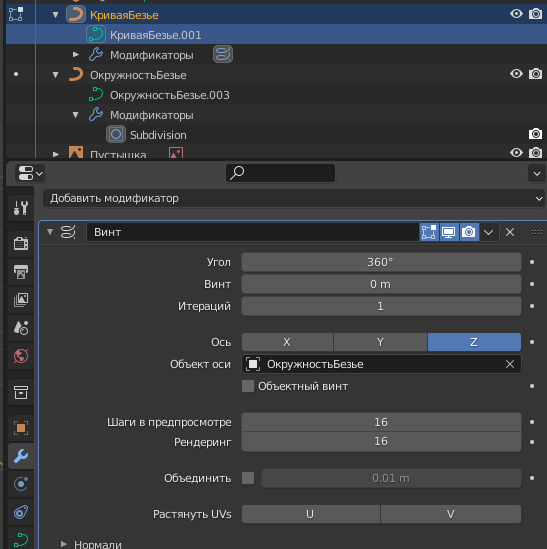 КриваяБезье
КриваяБезье.001
Модификаторы
ОкружностьБезье
ОкружностьБезье.003
Модификаторы
Subdivision
Пустышка
Добавить модификатор
Винт
Угол 360°
Винт 0 m
Итераций 1
Ось X Y Z
Объект оси ОкружностьБезье
Объектный винт
Шаги в предпросмотре 16
Рендеринг 16
Объединить 0.01 m
Растянуть UVs U V
Нормали